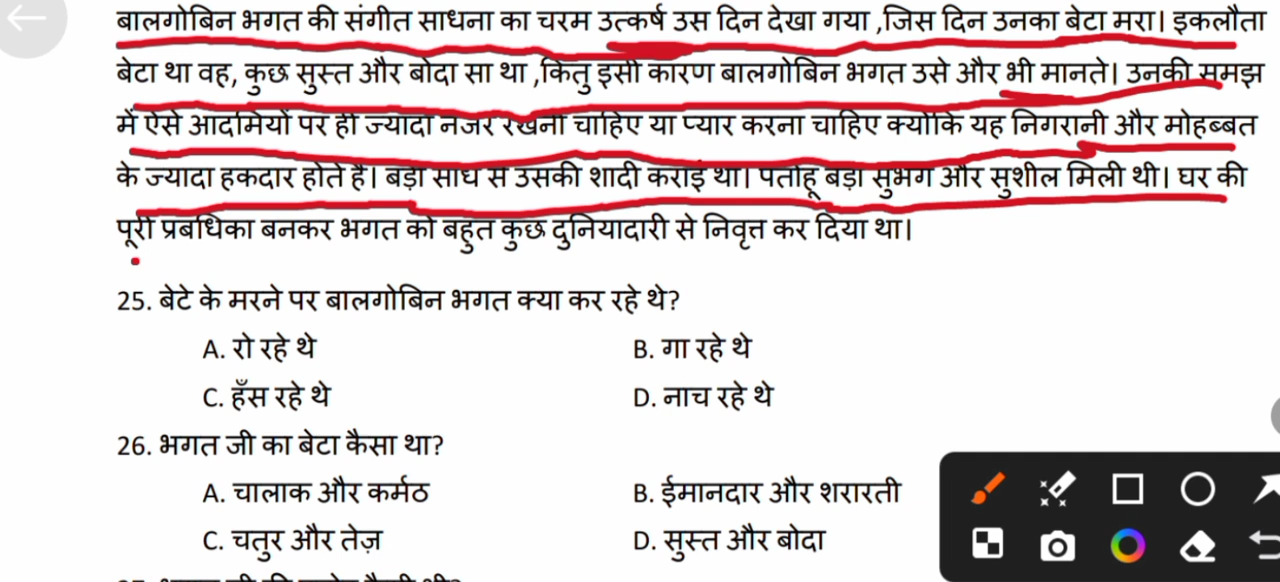 बालगोबिन भगत की संगीत साधना का चरम उत्कर्ष उस दिन देखा गया ,जिस दिन उनका बेटा मरा। इकलौता
बेटा था वह, कुछ सुस्त और बोदा सा था ,किंतु इसी कारण बालगोबिन भगत उसे और भी मानते। उनकी समझ
में ऐसे आदमियों पर ही ज्यादा नजर रखनी चाहिए या प्यार करना चाहिए क्योंकि यह निगरानी और मोहब्बत
के ज्यादा हकदार होते हैं। बड़ी साध से उसकी शादी कराई थी। पतोहू बड़ी सुभग और सुशील मिली थी। घर की
पूरी प्रबंधिका बनकर भगत को बहुत कुछ दुनियादारी से निवृत्त कर दिया था।
25. बेटे के मरने पर बालगोबिन भगत क्या कर रहे थे?
A. रो रहे थे B. गा रहे थे
C. हँस रहे थे D. नाच रहे थे
26. भगत जी का बेटा कैसा था?
A. चालाक और कर्मठ B. ईमानदार और शरारती
C. चतुर और तेज़ D. सुस्त और बोदा